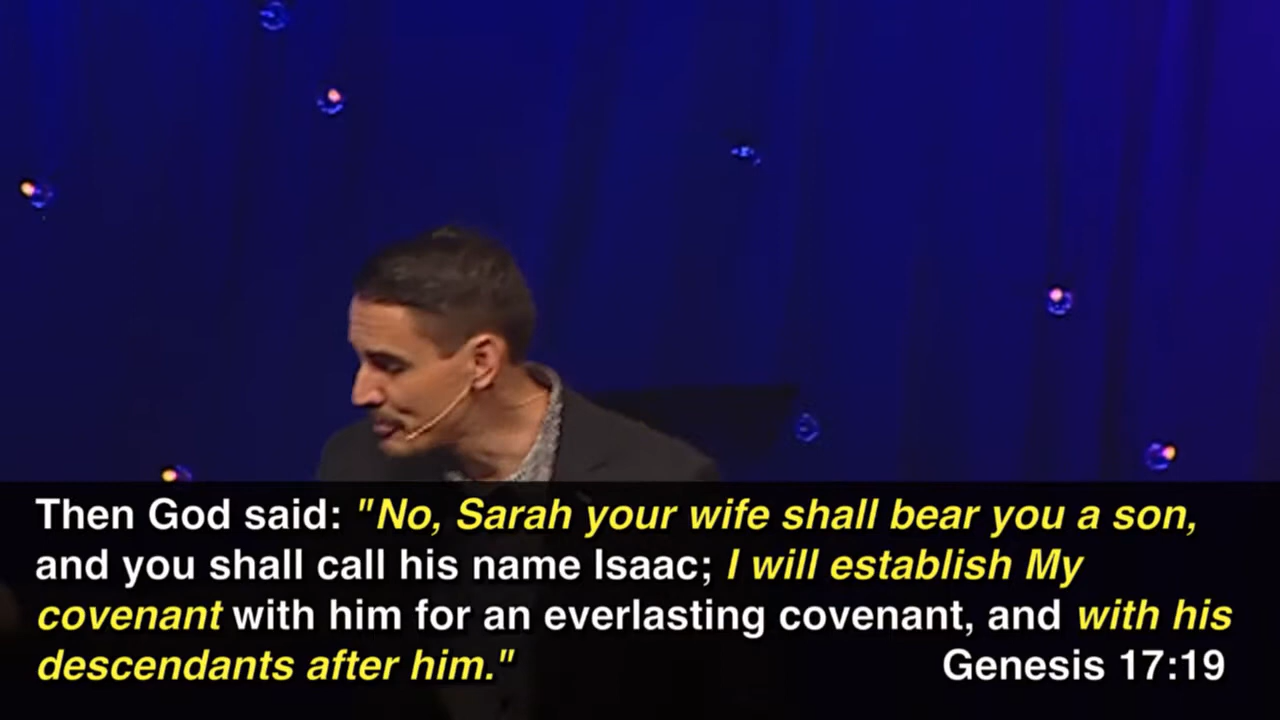 Then God said: "No, Sarah your wife shall bear you a son,
and you shall call his name Isaac; I will establish My
covenant with him for an everlasting covenant, and with his
descendants after him." Genesis 17:19